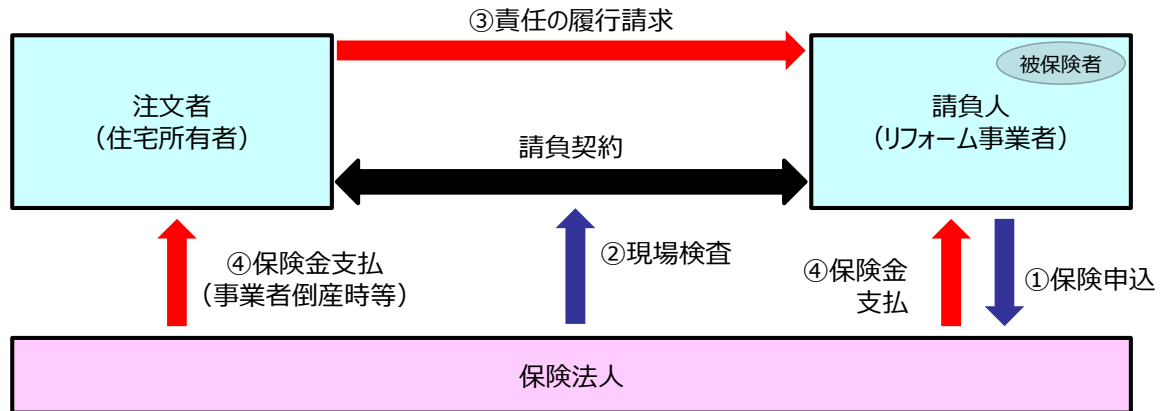 ③責任の履行請求
被保険者
注文者
（住宅所有者）
請負人
（リフォーム事業者）
請負契約
④保険金支払
（事業者倒産時等）
②現場検査
④保険金
支払
①保険申込
保険法人